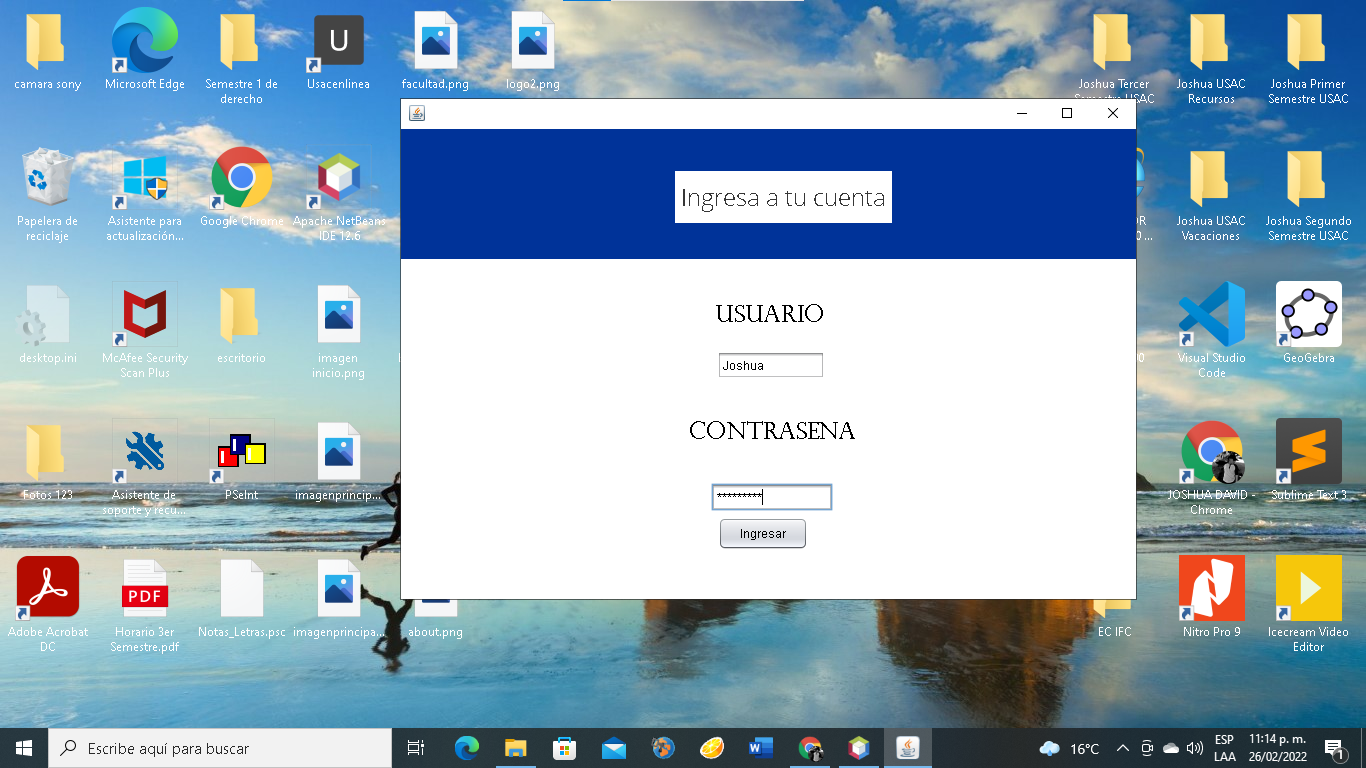 camara sony
Microsoft Edge
Semestre 1 de
derecho
U
Usacenlinea
facultad.png
logo2.png
Joshua Tercer
Semestre USAC
Joshua USAC
Recursos
Joshua Primer
Semestre USAC
Ingresa a tu cuenta
USUARIO
Joshua
CONTRASENA
*********
Ingresar
Papelera de
reciclaje
Asistente para
actualización...
Google Chrome
Apache NetBeans
IDE 12.6
Joshua USAC
Vacaciones
Joshua Segundo
Semestre USAC
desktop.ini
McAfee Security
Scan Plus
escritorio
imagen
inicio.png
Visual Studio
Code
GeoGebra
Fotos 123
Asistente de
soporte y recu...
PSeInt
imagenprincip...
JOSHUA DAVID -
Chrome
Sublime Text 3
Adobe Acrobat
DC
PDF
Horario 3er
Semestre.pdf
Notas_Letras.psc
imagenprincipa...
about.png
EC IFC
Nitro Pro 9
Icecream Video
Editor
Escribe aquí para buscar
16°C
ESP
LAA
11:14 p. m.
26/02/2022
1